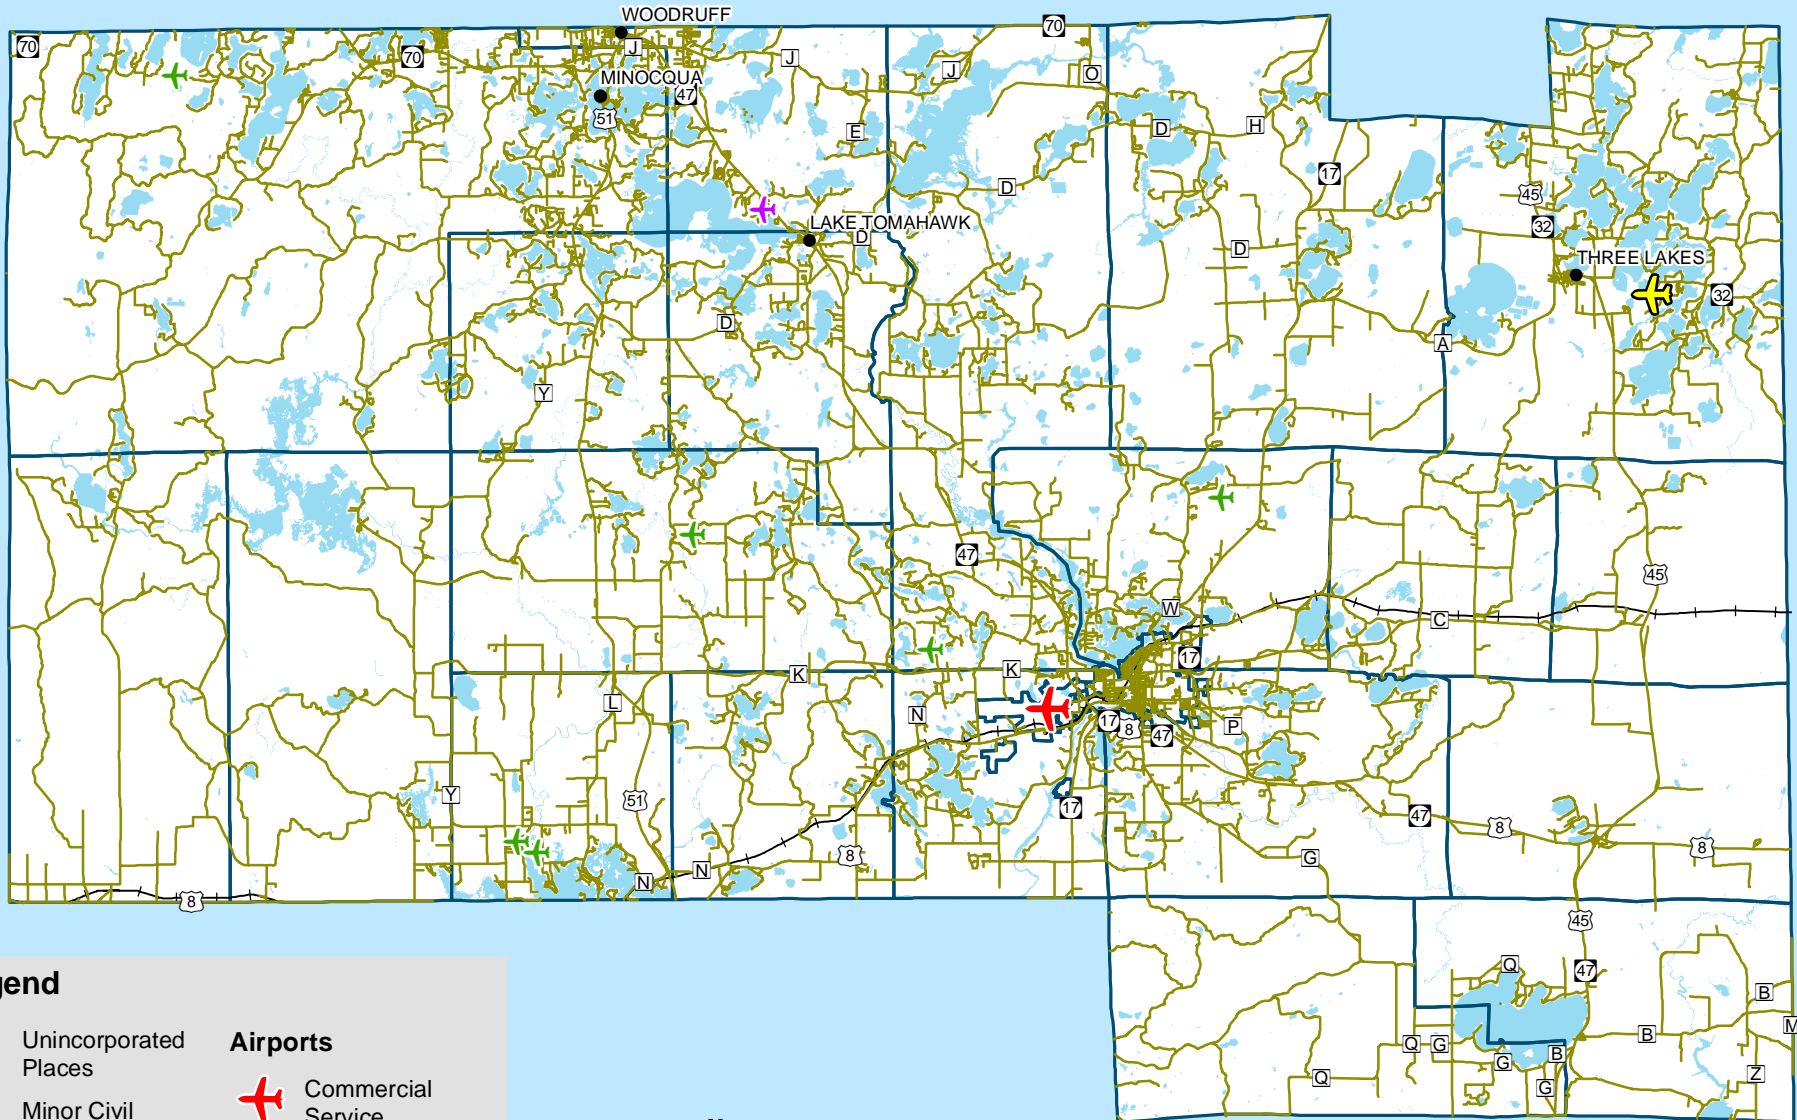 WOODRUFF
70
70
70
J
J
J
O
MINOCQUA
47
51
E
D
H
D
17
45
LAKE TOMAHAWK
D
32
D
THREE LAKES
32
D
A
Y
47
45
W
C
17
K
K
L
N
17
8
47
P
Y
51
17
47
8
8
8
G
N
N
8
45
Q
47
B
B
Q
G
B
G
G
Q
Z
Unincorporated
Places
Minor Civil
Airports
Commercial
Service